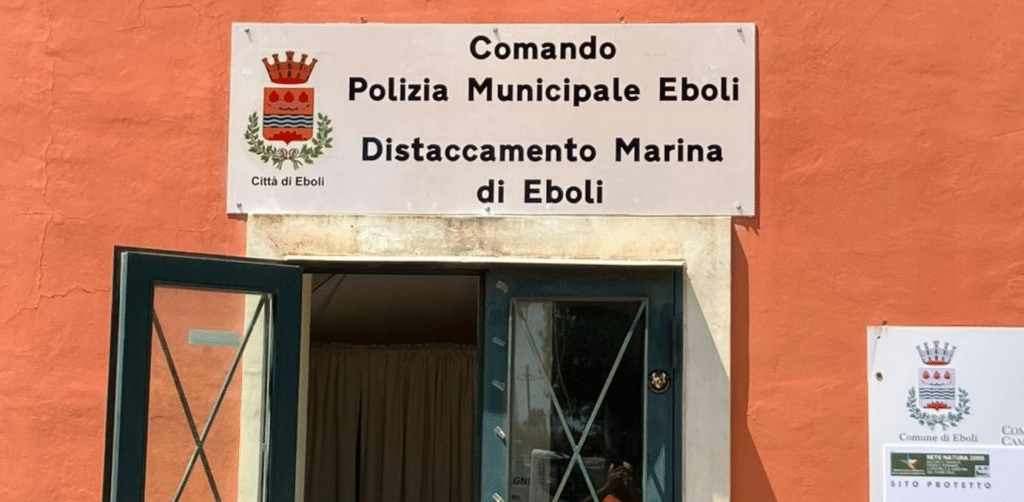 Comando
Polizia Municipale Eboli
Distaccamento Marina
di Eboli
Città di Eboli
Comune di Eboli
RETE NATURA 2000
SITO PROTETTO